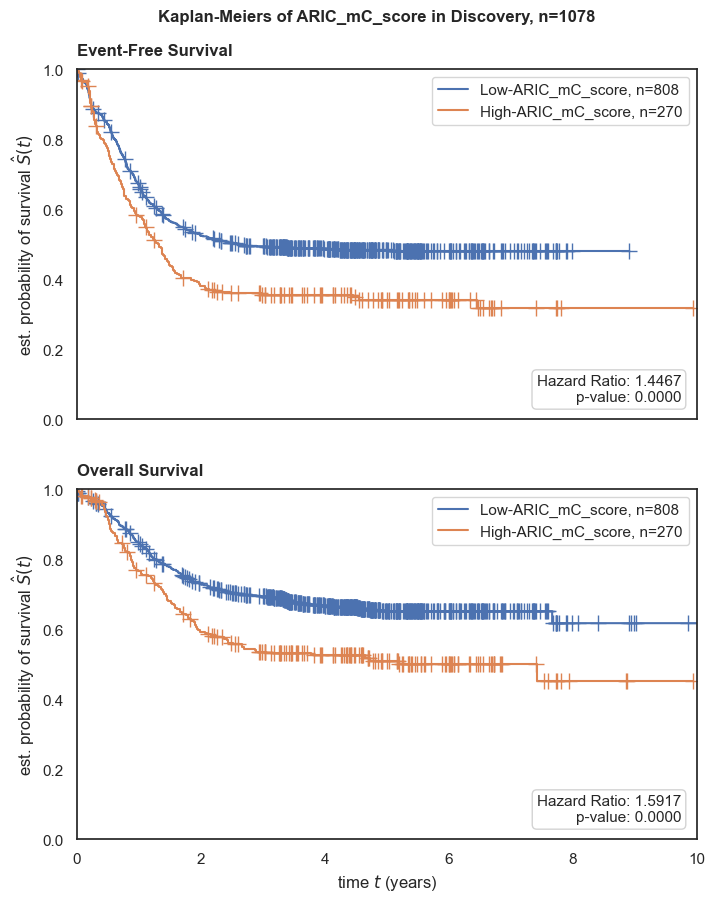 Kaplan-Meiers of ARIC_mC_score in Discovery, n=1078
Event-Free Survival
1.0
0.8
0.6
0.4
0.2
0.0
est. probability of survival Ŝ(t)
Low-ARIC_mC_score, n=808
High-ARIC_mC_score, n=270
Hazard Ratio: 1.4467
p-value: 0.0000
Overall Survival
1.0
0.8
0.6
0.4
0.2
0.0
est. probability of survival Ŝ(t)
Low-ARIC_mC_score, n=808
High-ARIC_mC_score, n=270
Hazard Ratio: 1.5917
p-value: 0.0000
0 2 4 6 8 10
time t (years)